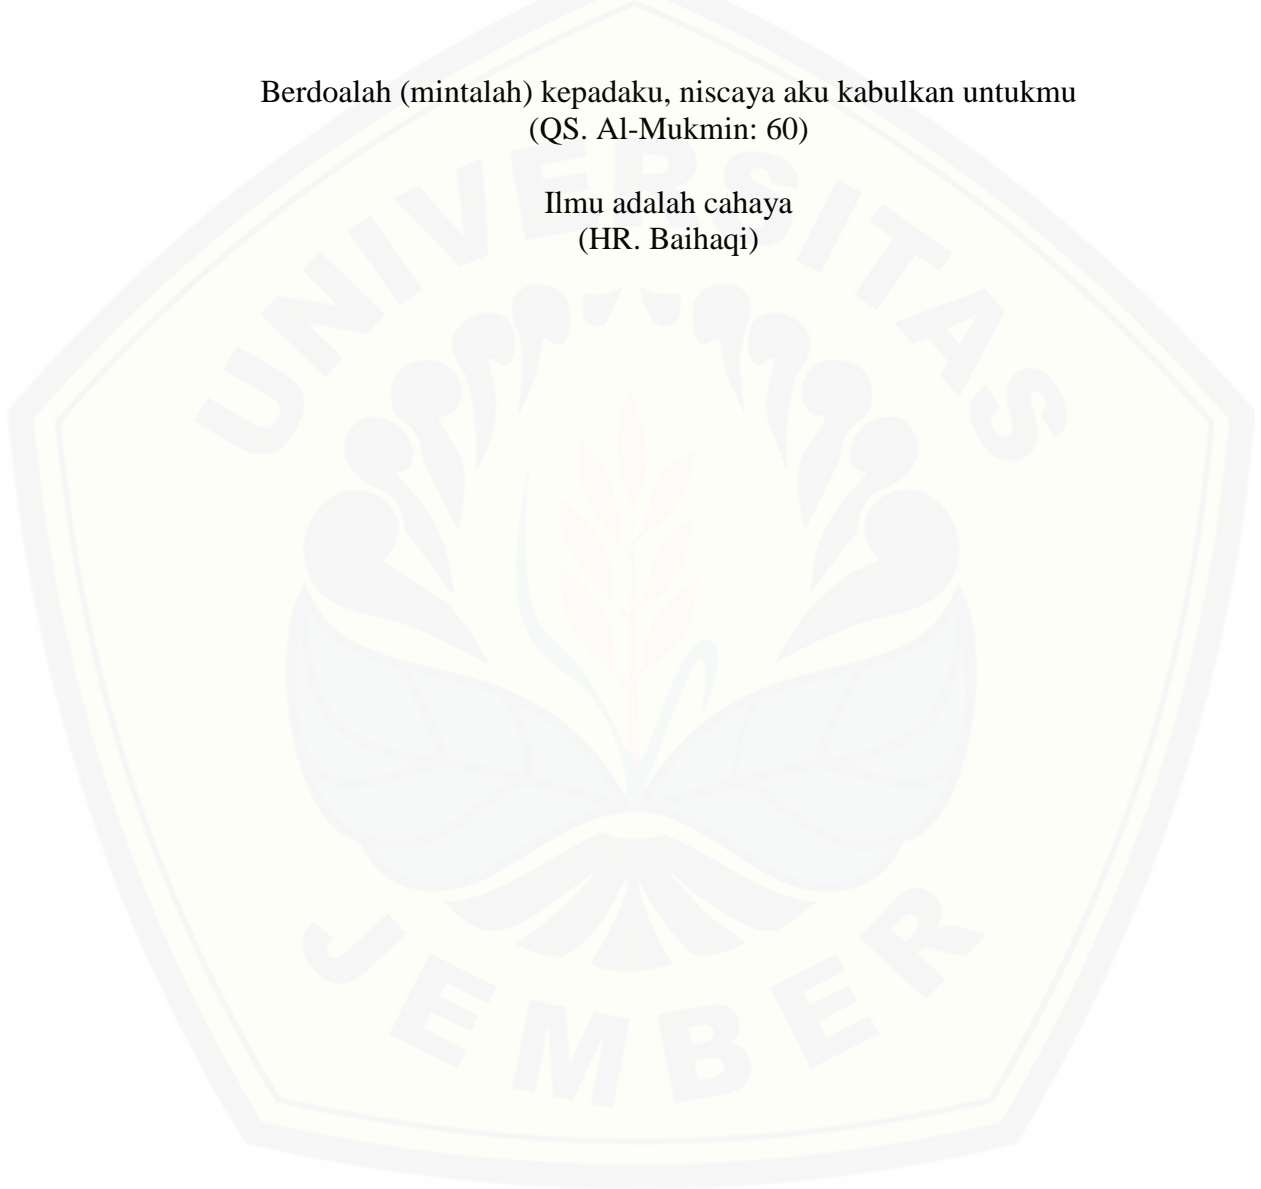 Berdoalah (mintalah) kepadaku, niscaya aku kabulkan untukmu
(QS. Al-Mukmin: 60)
Ilmu adalah cahaya
(HR. Baihaqi)
UNIVERSITAS
JEMBER